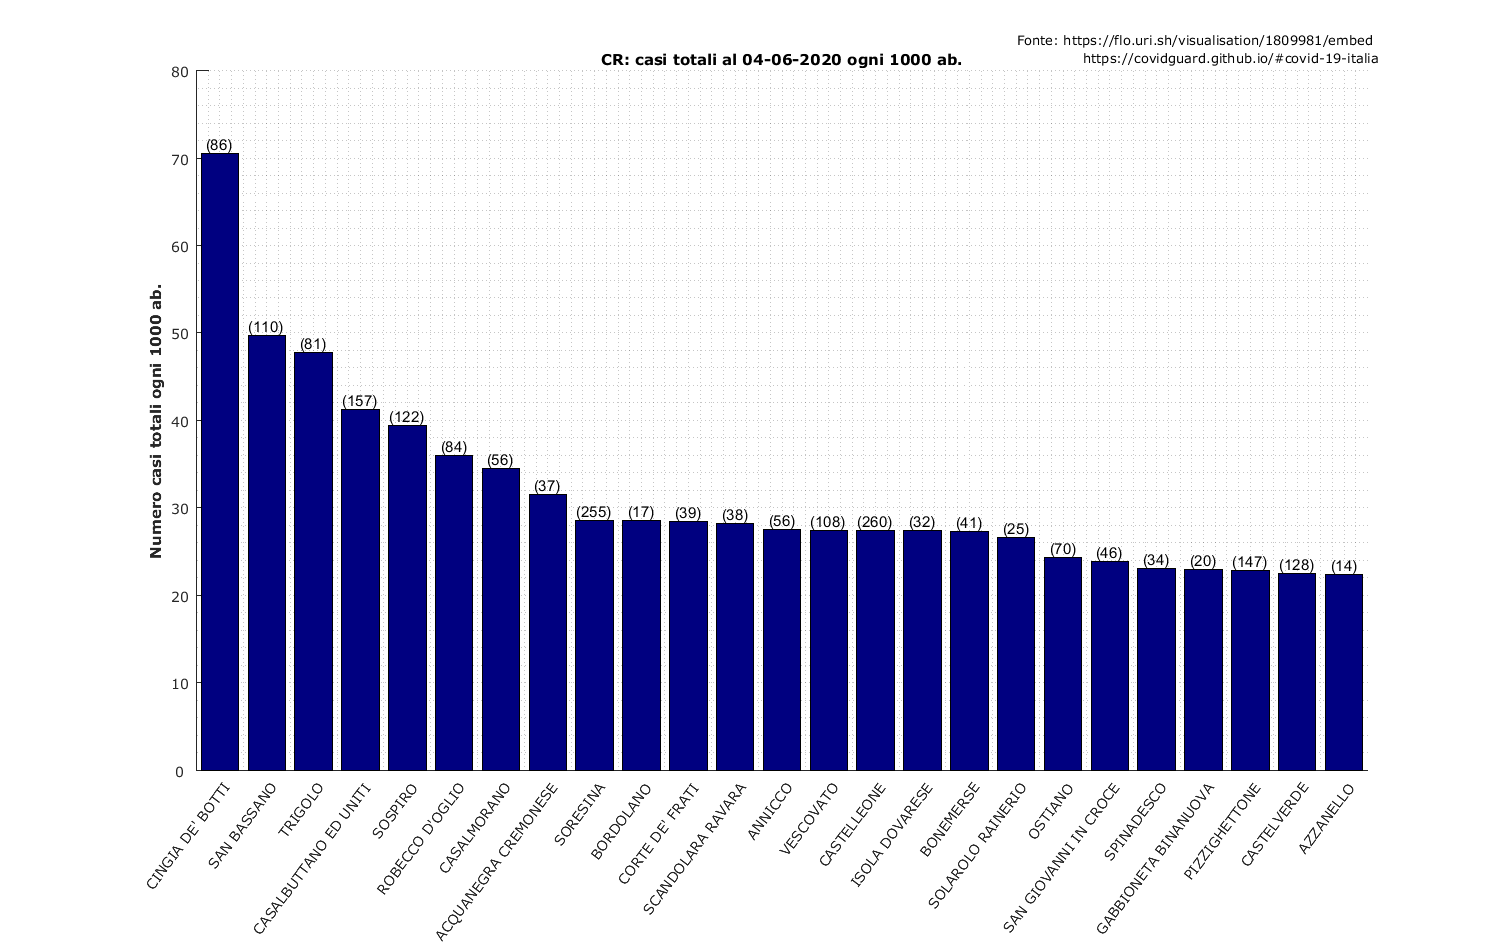 Fonte: https://flo.uri.sh/visualisation/1809981/embed
https://covidguard.github.io/#covid-19-italia
CR: casi totali al 04-06-2020 ogni 1000 ab.
Numero casi totali ogni 1000 ab.
80
70
60
50
40
30
20
10
0
(86)
(110)
(81)
(157)
(122)
(84)
(56)
(37)
(255)
(17)
(39)
(38)
(56)
(108)
(260)
(32)
(41)
(25)
(70)
(46)
(34)
(20)
(147)
(128)
(14)
CINGIA DE' BOTTI
SAN BASSANO
TRIGOLO
CASALBUTTANO ED UNITI
SOSPIRO
ROBECCO D'OGLIO
CASALMORANO
ACQUANEGRA CREMONESE
SORESINA
BORDOLANO
CORTE DE' FRATI
SCANDOLARA RAVARA
ANNICCO
VESCOVATO
CASTELLEONE
ISOLA DOVARESE
BONEMERSE
SOLAROLO RAINERIO
OSTIANO
SAN GIOVANNI IN CROCE
SPINADESCO
GABBIONETA BINANUOVA
PIZZIGHETTONE
CASTELVERDE
AZZANELLO